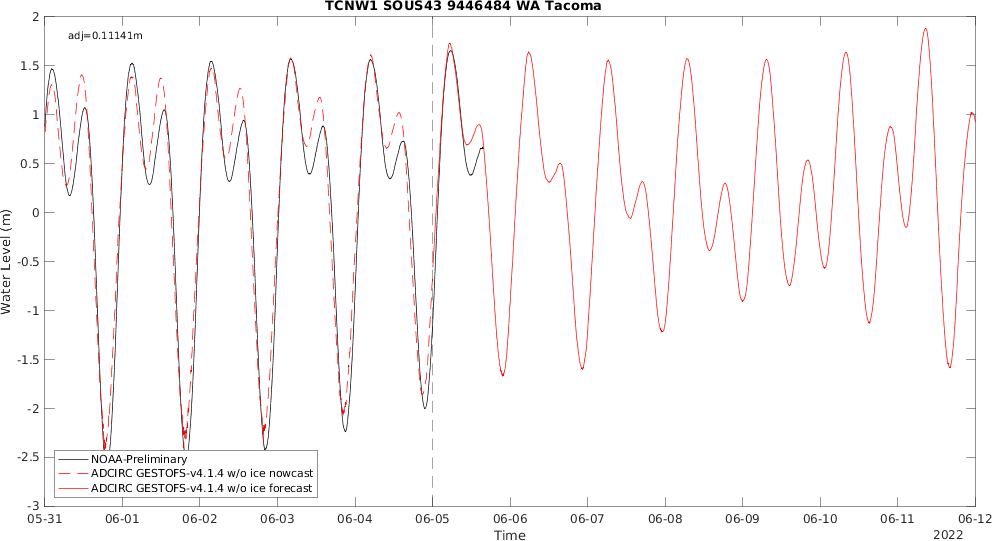 TCNW1 SOUS43 9446484 WA Tacoma
adj=0.11141m
2
1.5
1
0.5
0
-0.5
-1
-1.5
-2
-2.5
-3
Water Level (m)
NOAA-Preliminary
ADCIRC GESTOFS-v4.1.4 w/o ice nowcast
ADCIRC GESTOFS-v4.1.4 w/o ice forecast
05-31 06-01 06-02 06-03 06-04 06-05 06-06 06-07 06-08 06-09 06-10 06-11 06-12
Time
2022